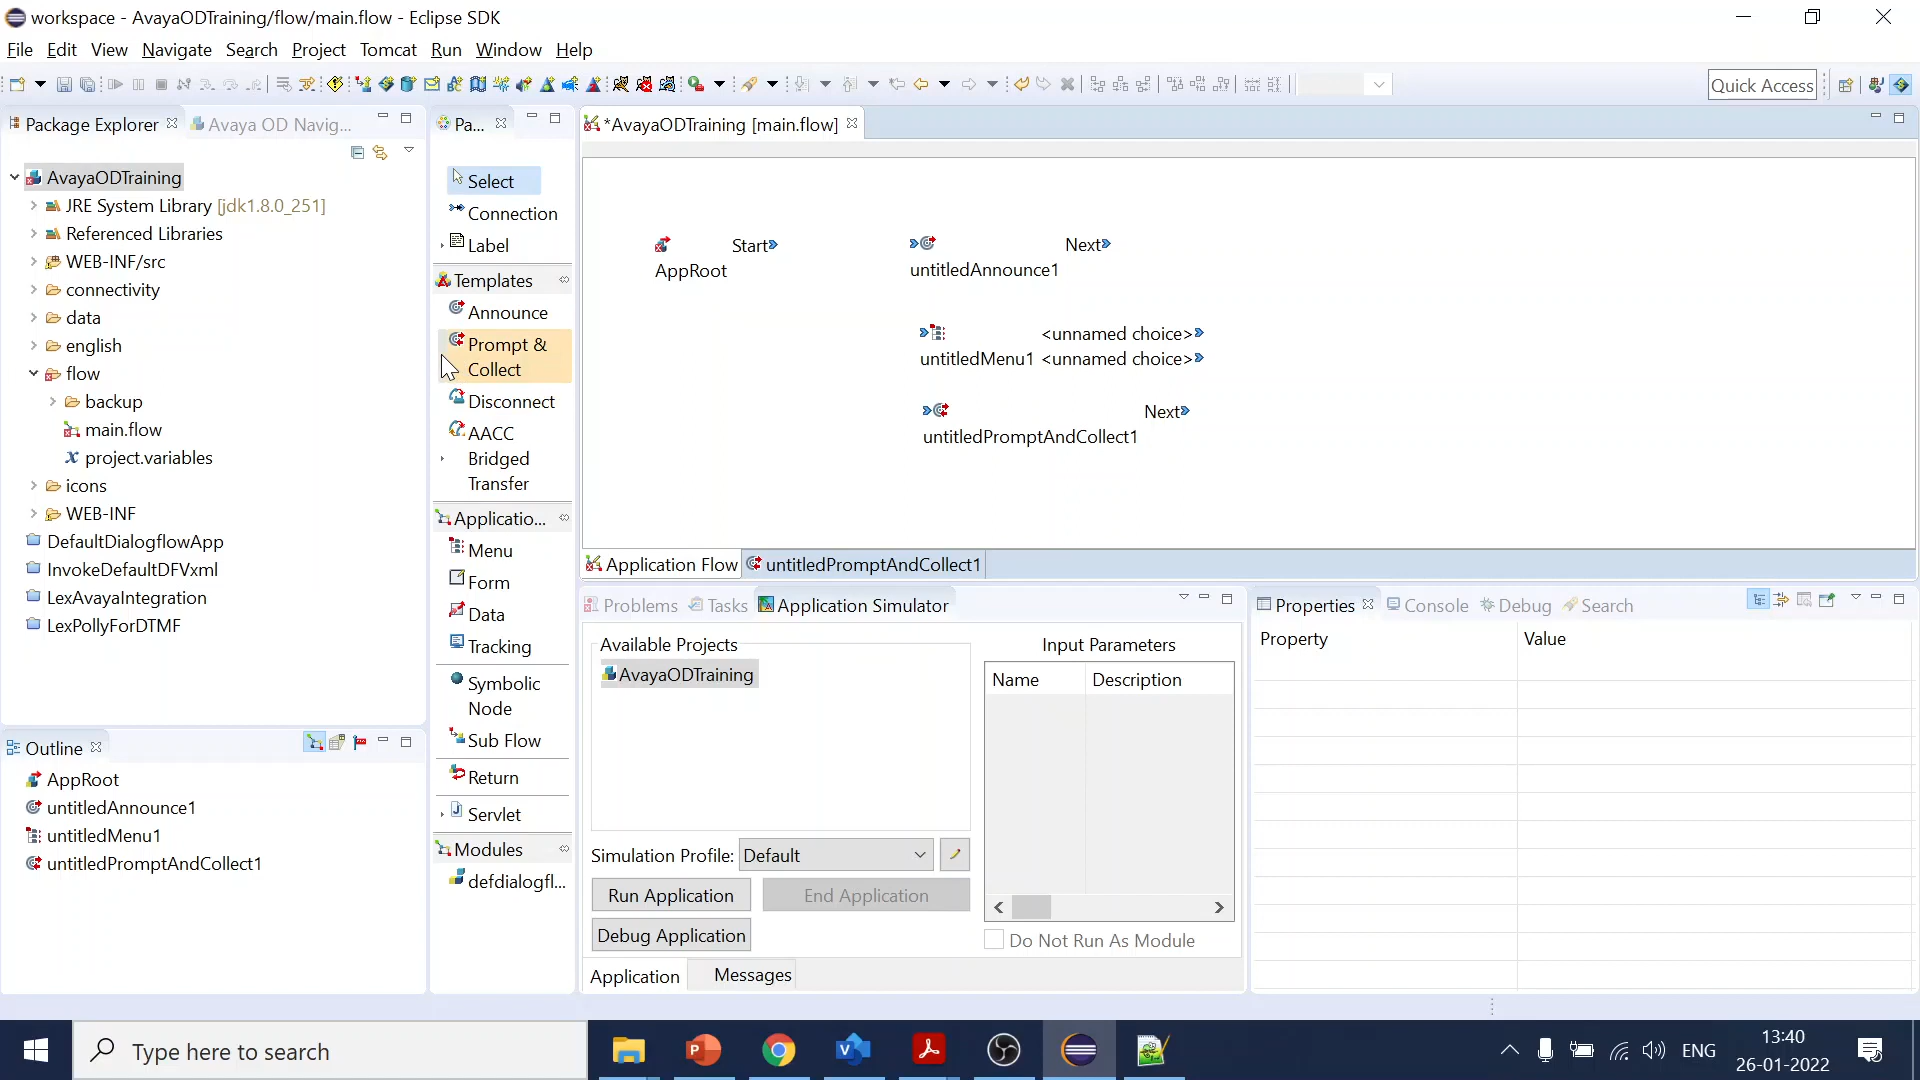 workspace - AvayaODTraining/flow/main.flow - Eclipse SDK
File Edit View Navigate Search Project Tomcat Run Window Help
Quick Access
Package Explorer
Avaya OD Navig...
AvayaODTraining
JRE System Library [jdk1.8.0_251]
Referenced Libraries
WEB-INF/src
connectivity
data
english
flow
backup
main.flow
project.variables
icons
WEB-INF
DefaultDialogflowApp
InvokeDefaultDFVxml
LexAvayaIntegration
LexPollyForDTMF
Outline
AppRoot
untitledAnnounce1
untitledMenu1
untitledPromptAndCollect1
Pa...
Select
Connection
Label
Templates
Announce
Prompt &
Collect
Disconnect
AACC
Bridged
Transfer
Applicatio...
Menu
Form
Data
Tracking
Symbolic
Node
Sub Flow
Return
Servlet
Modules
defdialogfl...
*AvayaODTraining [main.flow]
Start
AppRoot
Next
untitledAnnounce1
<unnamed choice>
untitledMenu1 <unnamed choice>
Next
untitledPromptAndCollect1
Application Flow
untitledPromptAndCollect1
Problems
Tasks
Application Simulator
Available Projects
AvayaODTraining
Input Parameters
Name Description
Simulation Profile: Default
Run Application
End Application
Debug Application
Do Not Run As Module
Application
Messages
Properties
Console
Debug
Search
Property Value
Type here to search
ENG
13:40
26-01-2022